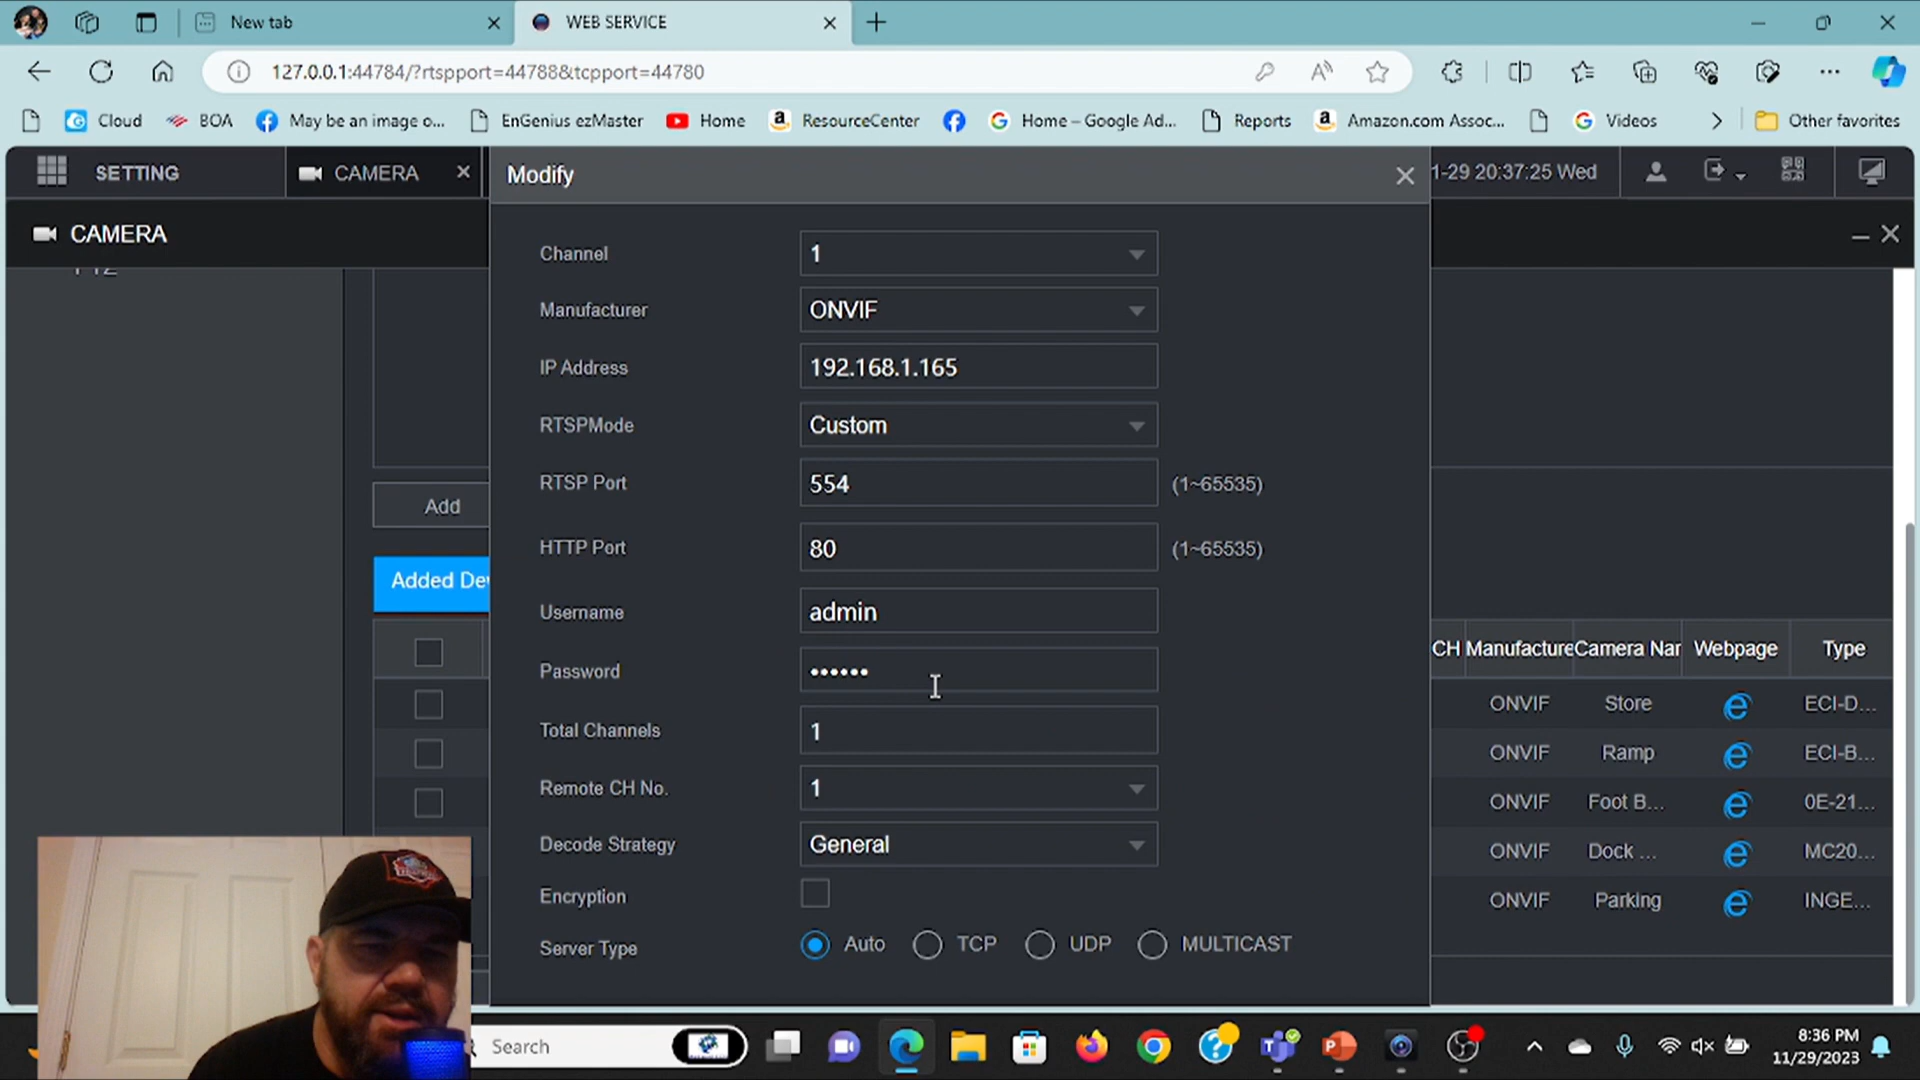 New tab
WEB SERVICE
127.0.0.1:44784/?rtspport=44788&tcpport=44780
Cloud
BOA
May be an image o...
EnGenius ezMaster
Home
ResourceCenter
Home – Google Ad...
Reports
Amazon.com Assoc...
Videos
Other favorites
SETTING
CAMERA
Modify
1-29 20:37:25 Wed
CAMERA
Channel
1
Manufacturer
ONVIF
IP Address
192.168.1.165
RTSPMode
Custom
RTSP Port
554
(1~65535)
HTTP Port
80
(1~65535)
Username
admin
Password
••••••
Total Channels
1
Remote CH No.
1
Decode Strategy
General
Encryption
Server Type
Auto
TCP
UDP
MULTICAST
Add
Added Dev
CH
Manufacture
Camera Nar
Webpage
Type
ONVIF
Store
ECI-D...
ONVIF
Ramp
ECI-B...
ONVIF
Foot B...
0E-21...
ONVIF
Dock ...
MC20...
ONVIF
Parking
INGE...
Search
8:36 PM
11/29/2023